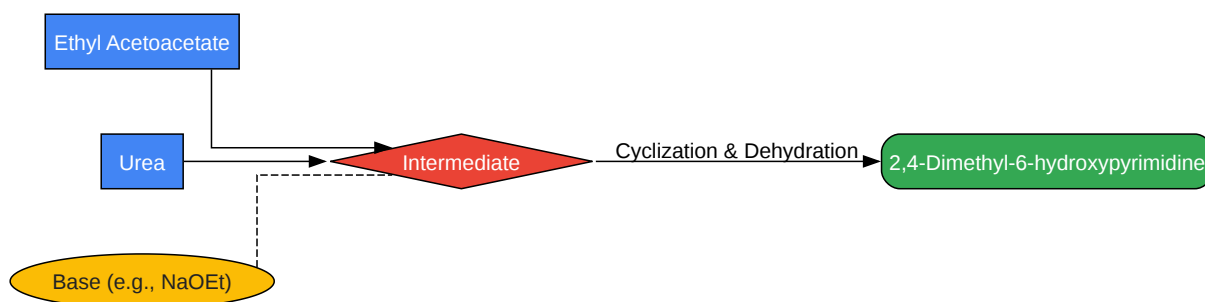 Ethyl Acetoacetate
Urea
Intermediate
Cyclization & Dehydration
2,4-Dimethyl-6-hydroxypyrimidine
Base (e.g., NaOEt)